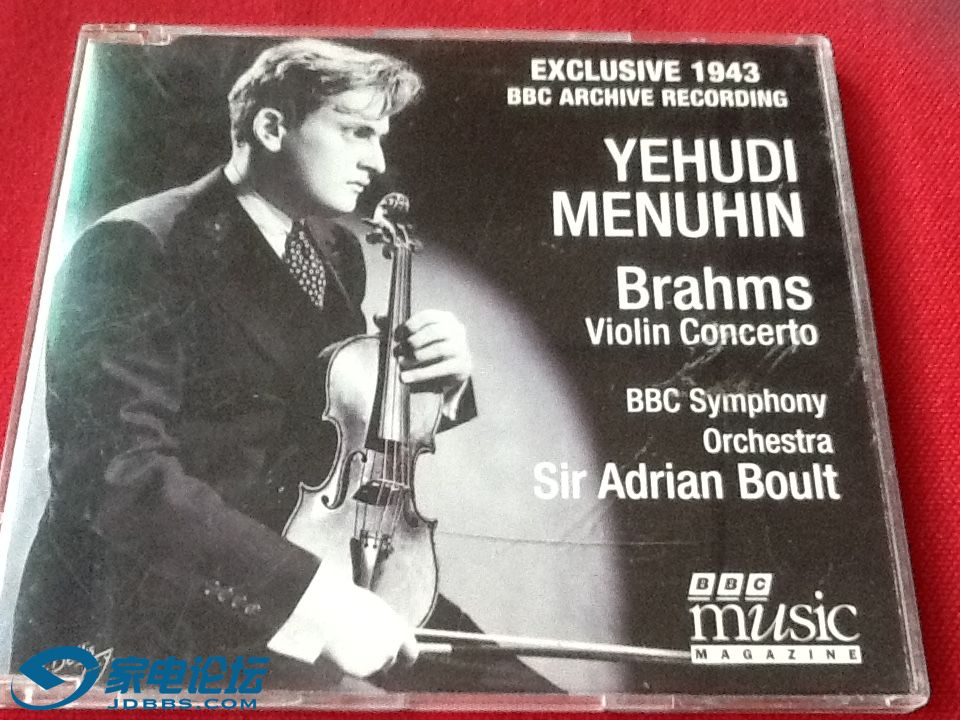 EXCLUSIVE 1943
BBC ARCHIVE RECORDING
YEHUDI
MENUHIN
Brahms
Violin Concerto
BBC Symphony
Orchestra
Sir Adrian Boult
BBC
music
MAGAZINE
家电论坛
JDBBS.COM